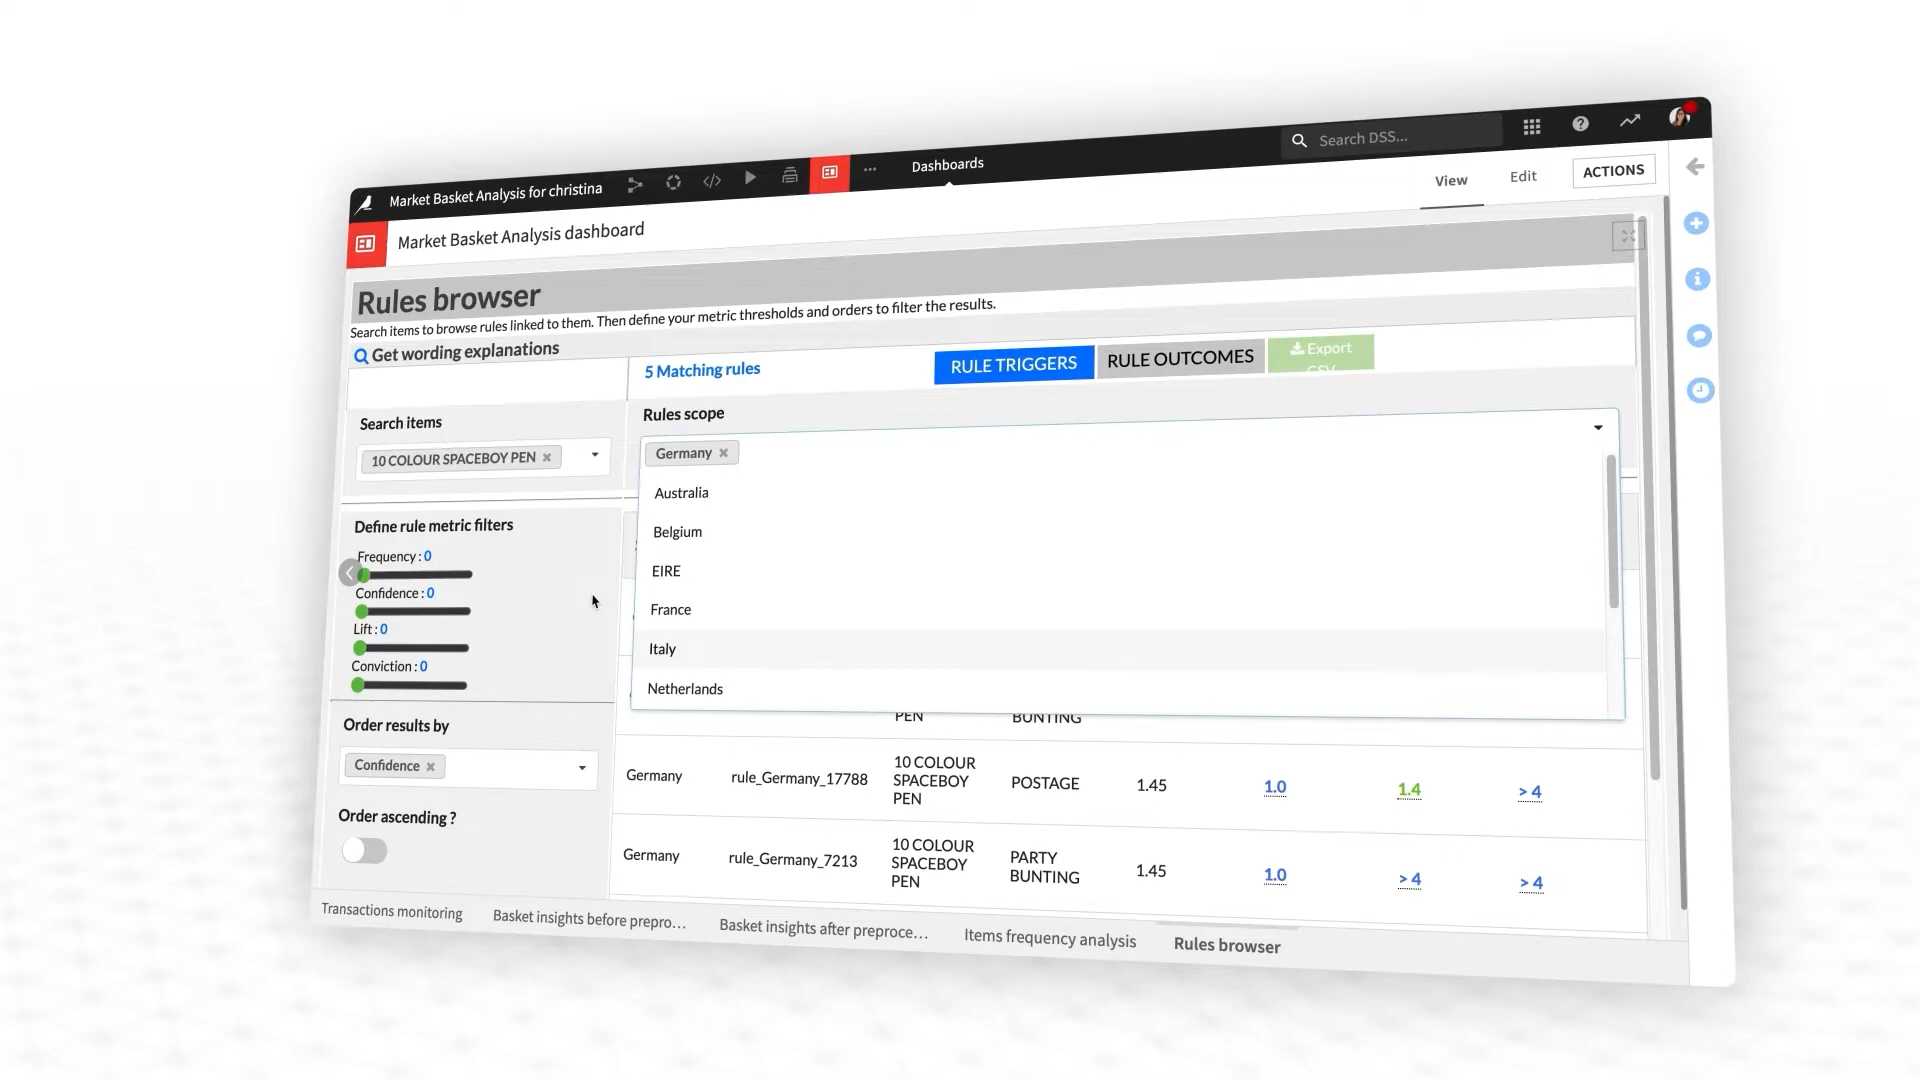 Market Basket Analysis for christina
Dashboards
Search DSS...
Market Basket Analysis dashboard
View
Edit
ACTIONS
Rules browser
Search items to browse rules linked to them. Then define your metric thresholds and orders to filter the results.
Get wording explanations
5 Matching rules
RULE TRIGGERS
RULE OUTCOMES
Export
CSV
Search items
10 COLOUR SPACEBOY PEN
Rules scope
Germany
Australia
Belgium
EIRE
France
Italy
Netherlands
Define rule metric filters
Frequency : 0
Confidence : 0
Lift : 0
Conviction : 0
Order results by
Confidence
Order ascending ?
PEN
BUNTING
Germany
rule_Germany_17788
10 COLOUR
SPACEBOY
PEN
POSTAGE
1.45
1.0
1.4
> 4
Germany
rule_Germany_7213
10 COLOUR
SPACEBOY
PEN
PARTY
BUNTING
1.45
1.0
> 4
> 4
Transactions monitoring
Basket insights before prepro...
Basket insights after preproce...
Items frequency analysis
Rules browser